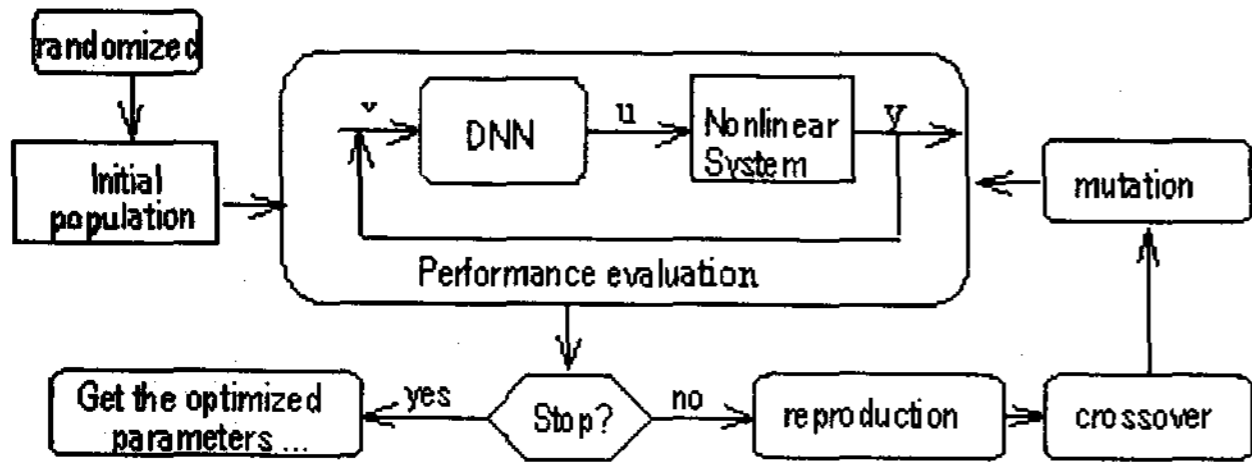 randomized
Initial
population
DNN
u
Nonlinear
System
y
Performance evaluation
mutation
Get the optimized
parameters ...
yes
Stop?
no
reproduction
crossover